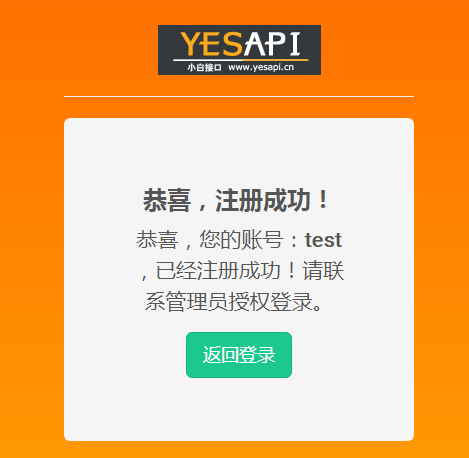 YESAPI
小白接口 www.yesapi.cn
恭喜，注册成功！
恭喜，您的账号：test
，已经注册成功！请联
系管理员授权登录。
返回登录